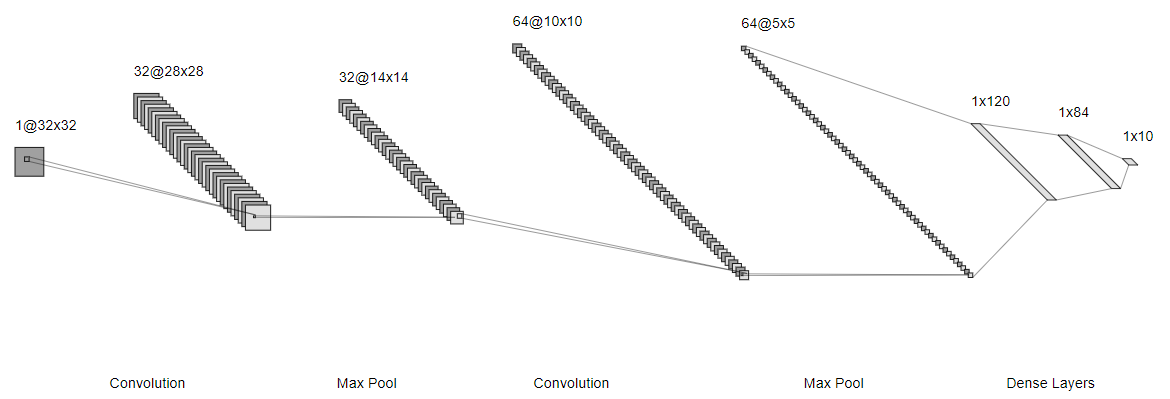 1@32x32
32@28x28
32@14x14
64@10x10
64@5x5
1x120
1x84
1x10
Convolution
Max Pool
Convolution
Max Pool
Dense Layers